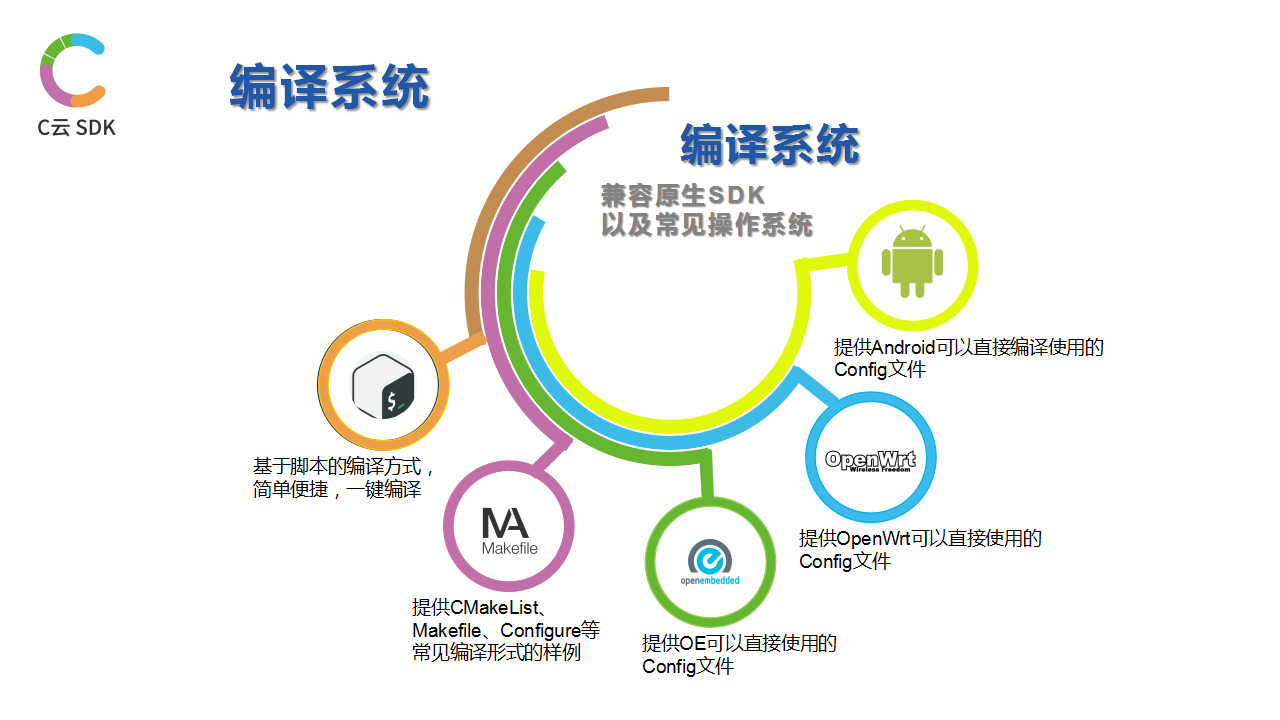 C云 SDK
编译系统
编译系统
兼容原生SDK
以及常见操作系统
提供Android可以直接编译使用的
Config文件
$_
基于脚本的编译方式，
简单便捷，一键编译
OpenWrt
Wireless Freedom
提供OpenWrt可以直接使用的
Config文件
MA
Makefile
提供CMakeList、
Makefile、Configure等
常见编译形式的样例
openembedded
提供OE可以直接使用的
Config文件